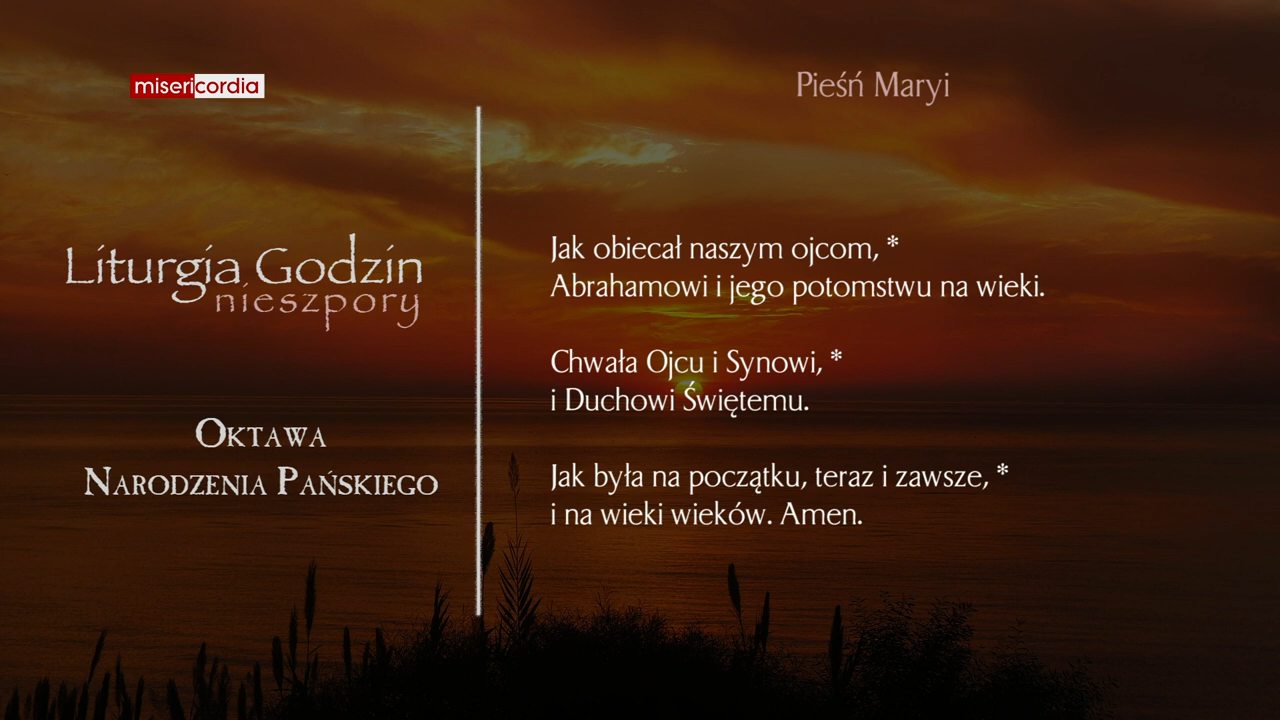 misericordia
Pieśń Maryi
Liturgia Godzin
nieszpory
Oktawa
Narodzenia Pańskiego
Jak obiecał naszym ojcom, *
Abrahamowi i jego potomstwu na wieki.
Chwała Ojcu i Synowi, *
i Duchowi Świętemu.
Jak była na początku, teraz i zawsze, *
i na wieki wieków. Amen.